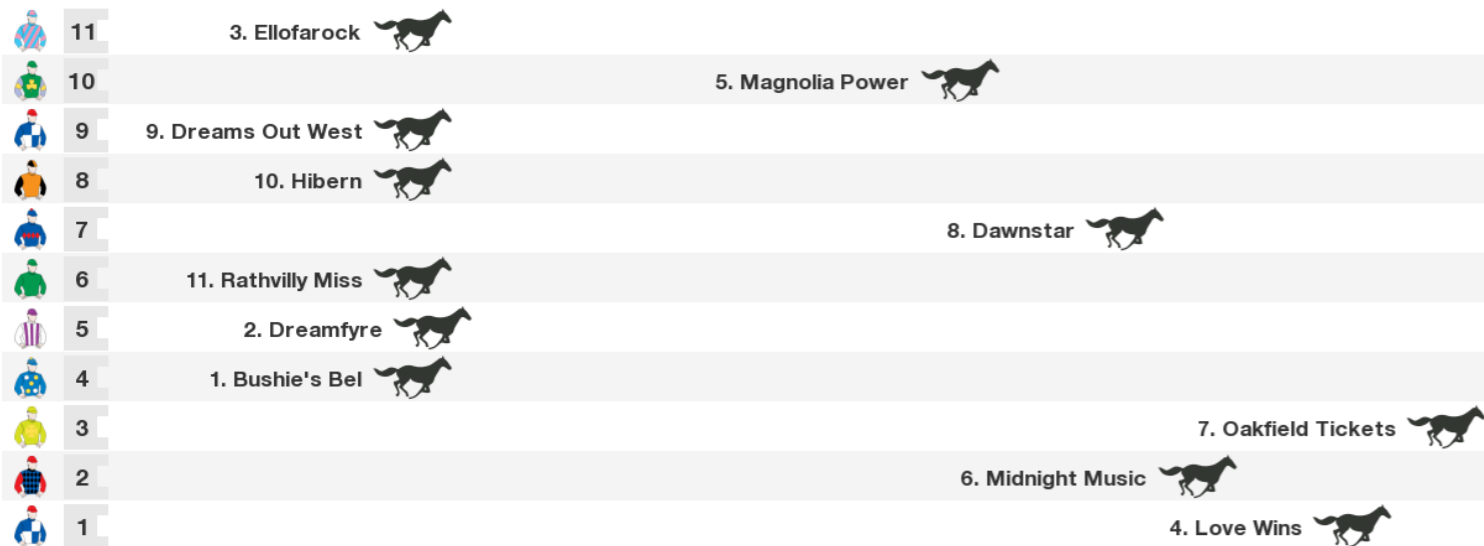 11 3. Ellofarock
10 5. Magnolia Power
9 9. Dreams Out West
8 10. Hibern
7 8. Dawnstar
6 11. Rathvilly Miss
5 2. Dreamfyre
4 1. Bushie's Bel
3 7. Oakfield Tickets
2 6. Midnight Music
1 4. Love Wins